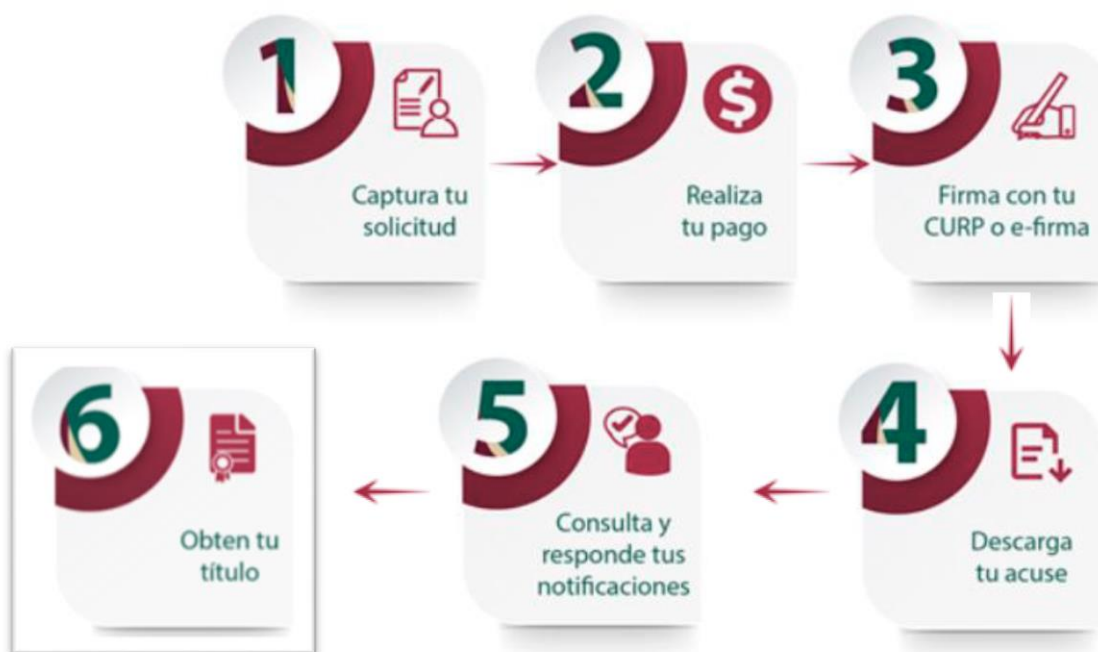 1
Captura tu
solicitud
2
$
Realiza
tu pago
3
Firma con tu
CURP o e-firma
4
Descarga
tu acuse
5
Consulta y
responde tus
notificaciones
6
Obten tu
título